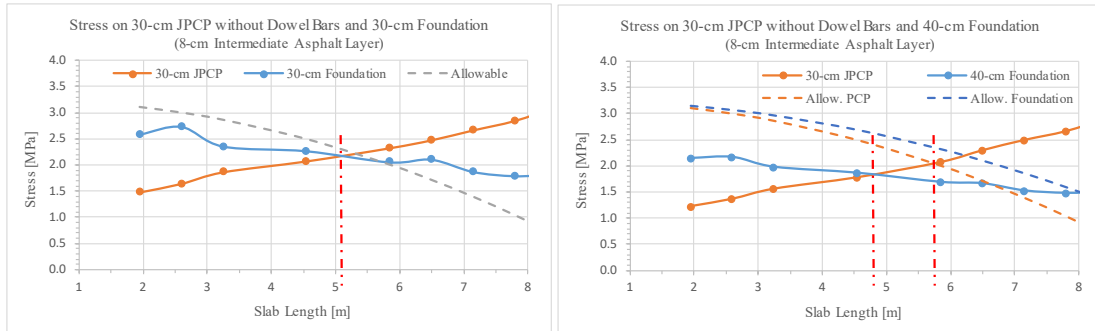 Stress on 30-cm JPCP without Dowel Bars and 30-cm Foundation
(8-cm Intermediate Asphalt Layer)
30-cm JPCP 30-cm Foundation Allowable
Stress [MPa]
4.0
3.5
3.0
2.5
2.0
1.5
1.0
0.5
0.0
1 2 3 4 5 6 7 8
Slab Length [m]
Stress on 30-cm JPCP without Dowel Bars and 40-cm Foundation
(8-cm Intermediate Asphalt Layer)
30-cm JPCP 40-cm Foundation
Allow. PCP Allow. Foundation
Stress [MPa]
4.0
3.5
3.0
2.5
2.0
1.5
1.0
0.5
0.0
1 2 3 4 5 6 7 8
Slab Length [m]